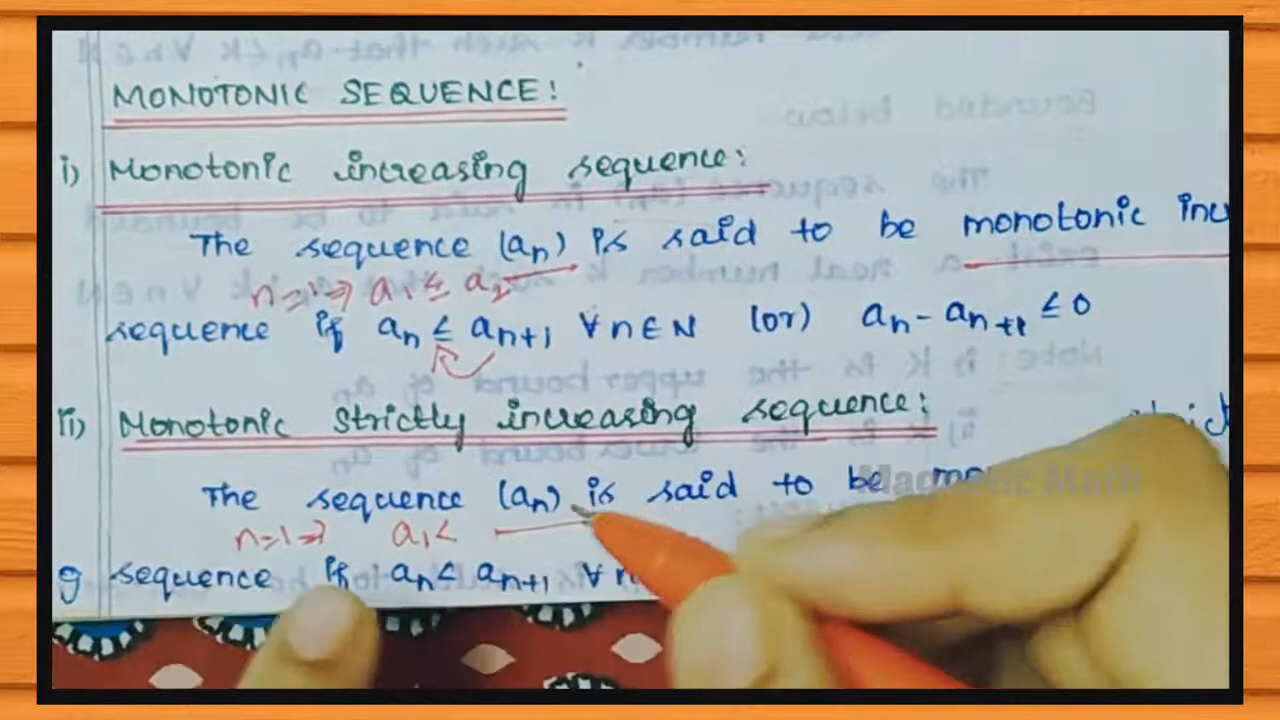 MONOTONIC SEQUENCE:
i) Monotonic increasing sequence:
The sequence (aₙ) is said to be monotonic
n=1⇒ a₁ ≤ a₂
sequence if aₙ ≤ aₙ₊₁ ∀ n ∈ N (or) aₙ - aₙ₊₁ ≤ 0
ii) Monotonic strictly increasing sequence:
The sequence (aₙ) is said to be
Magnetic Math
n=1⇒ a₁ <
g sequence if aₙ < aₙ₊₁ ∀ n